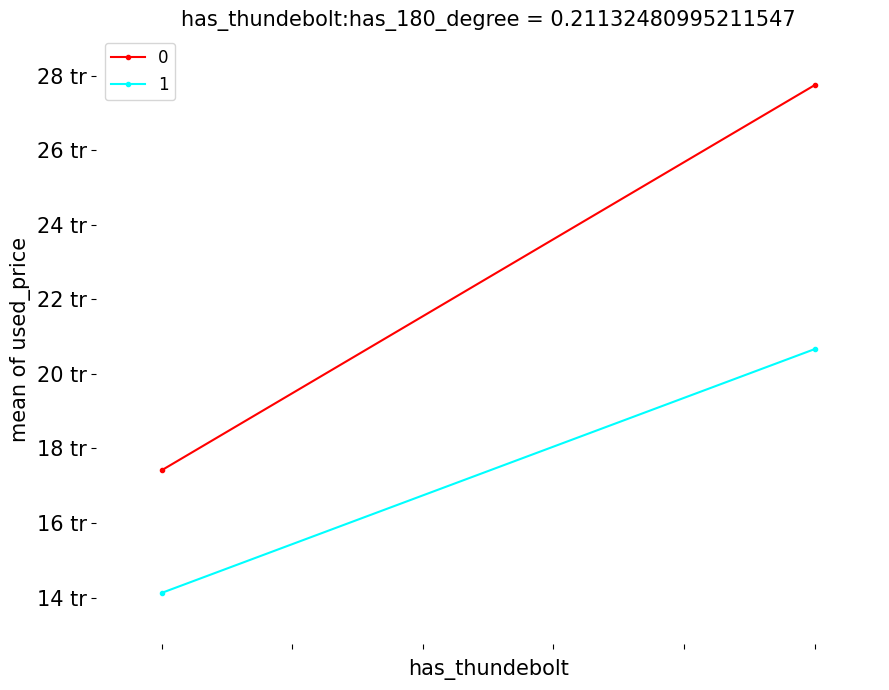 has_thundebolt:has_180_degree = 0.21132480995211547
0
1
28 tr
26 tr
24 tr
22 tr
20 tr
18 tr
16 tr
14 tr
mean of used_price
has_thundebolt